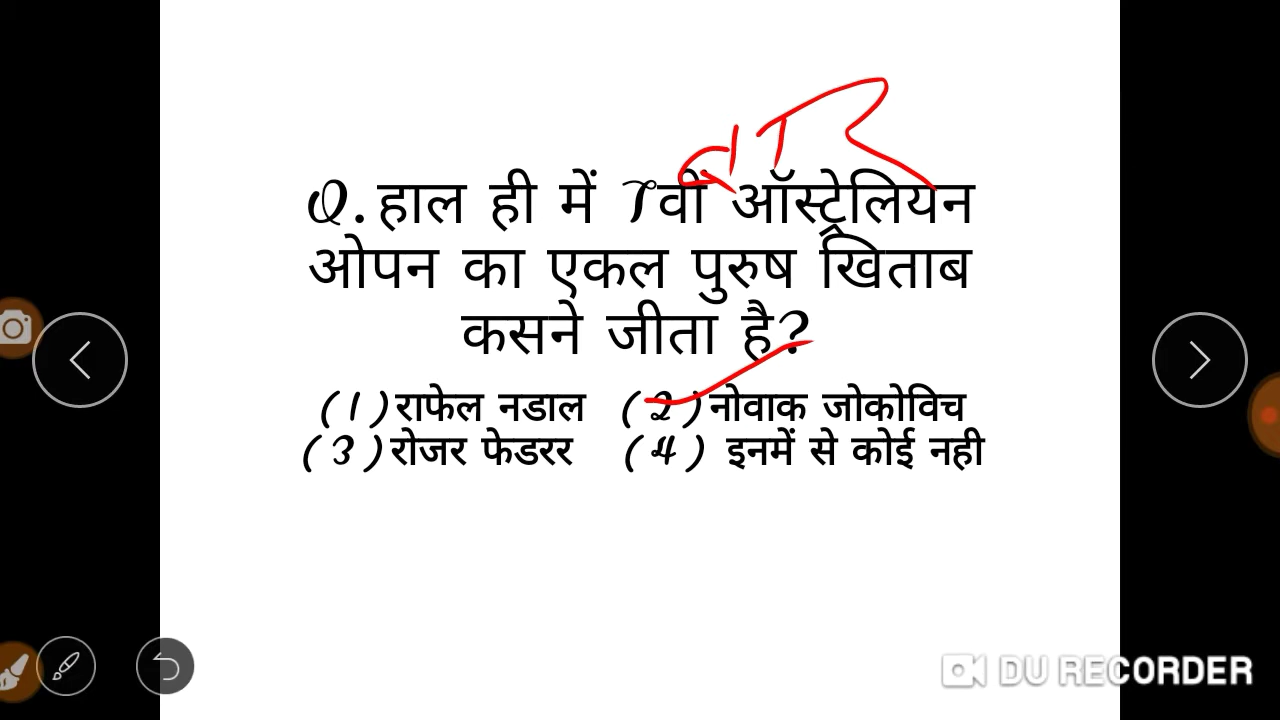 Q.हाल ही में 7वीं ऑस्ट्रेलियन
ओपन का एकल पुरुष खिताब
कसने जीता है?
(1)राफेल नडाल (2)नोवाक जोकोविच
(3)रोजर फेडरर (4) इनमें से कोई नही
DU RECORDER